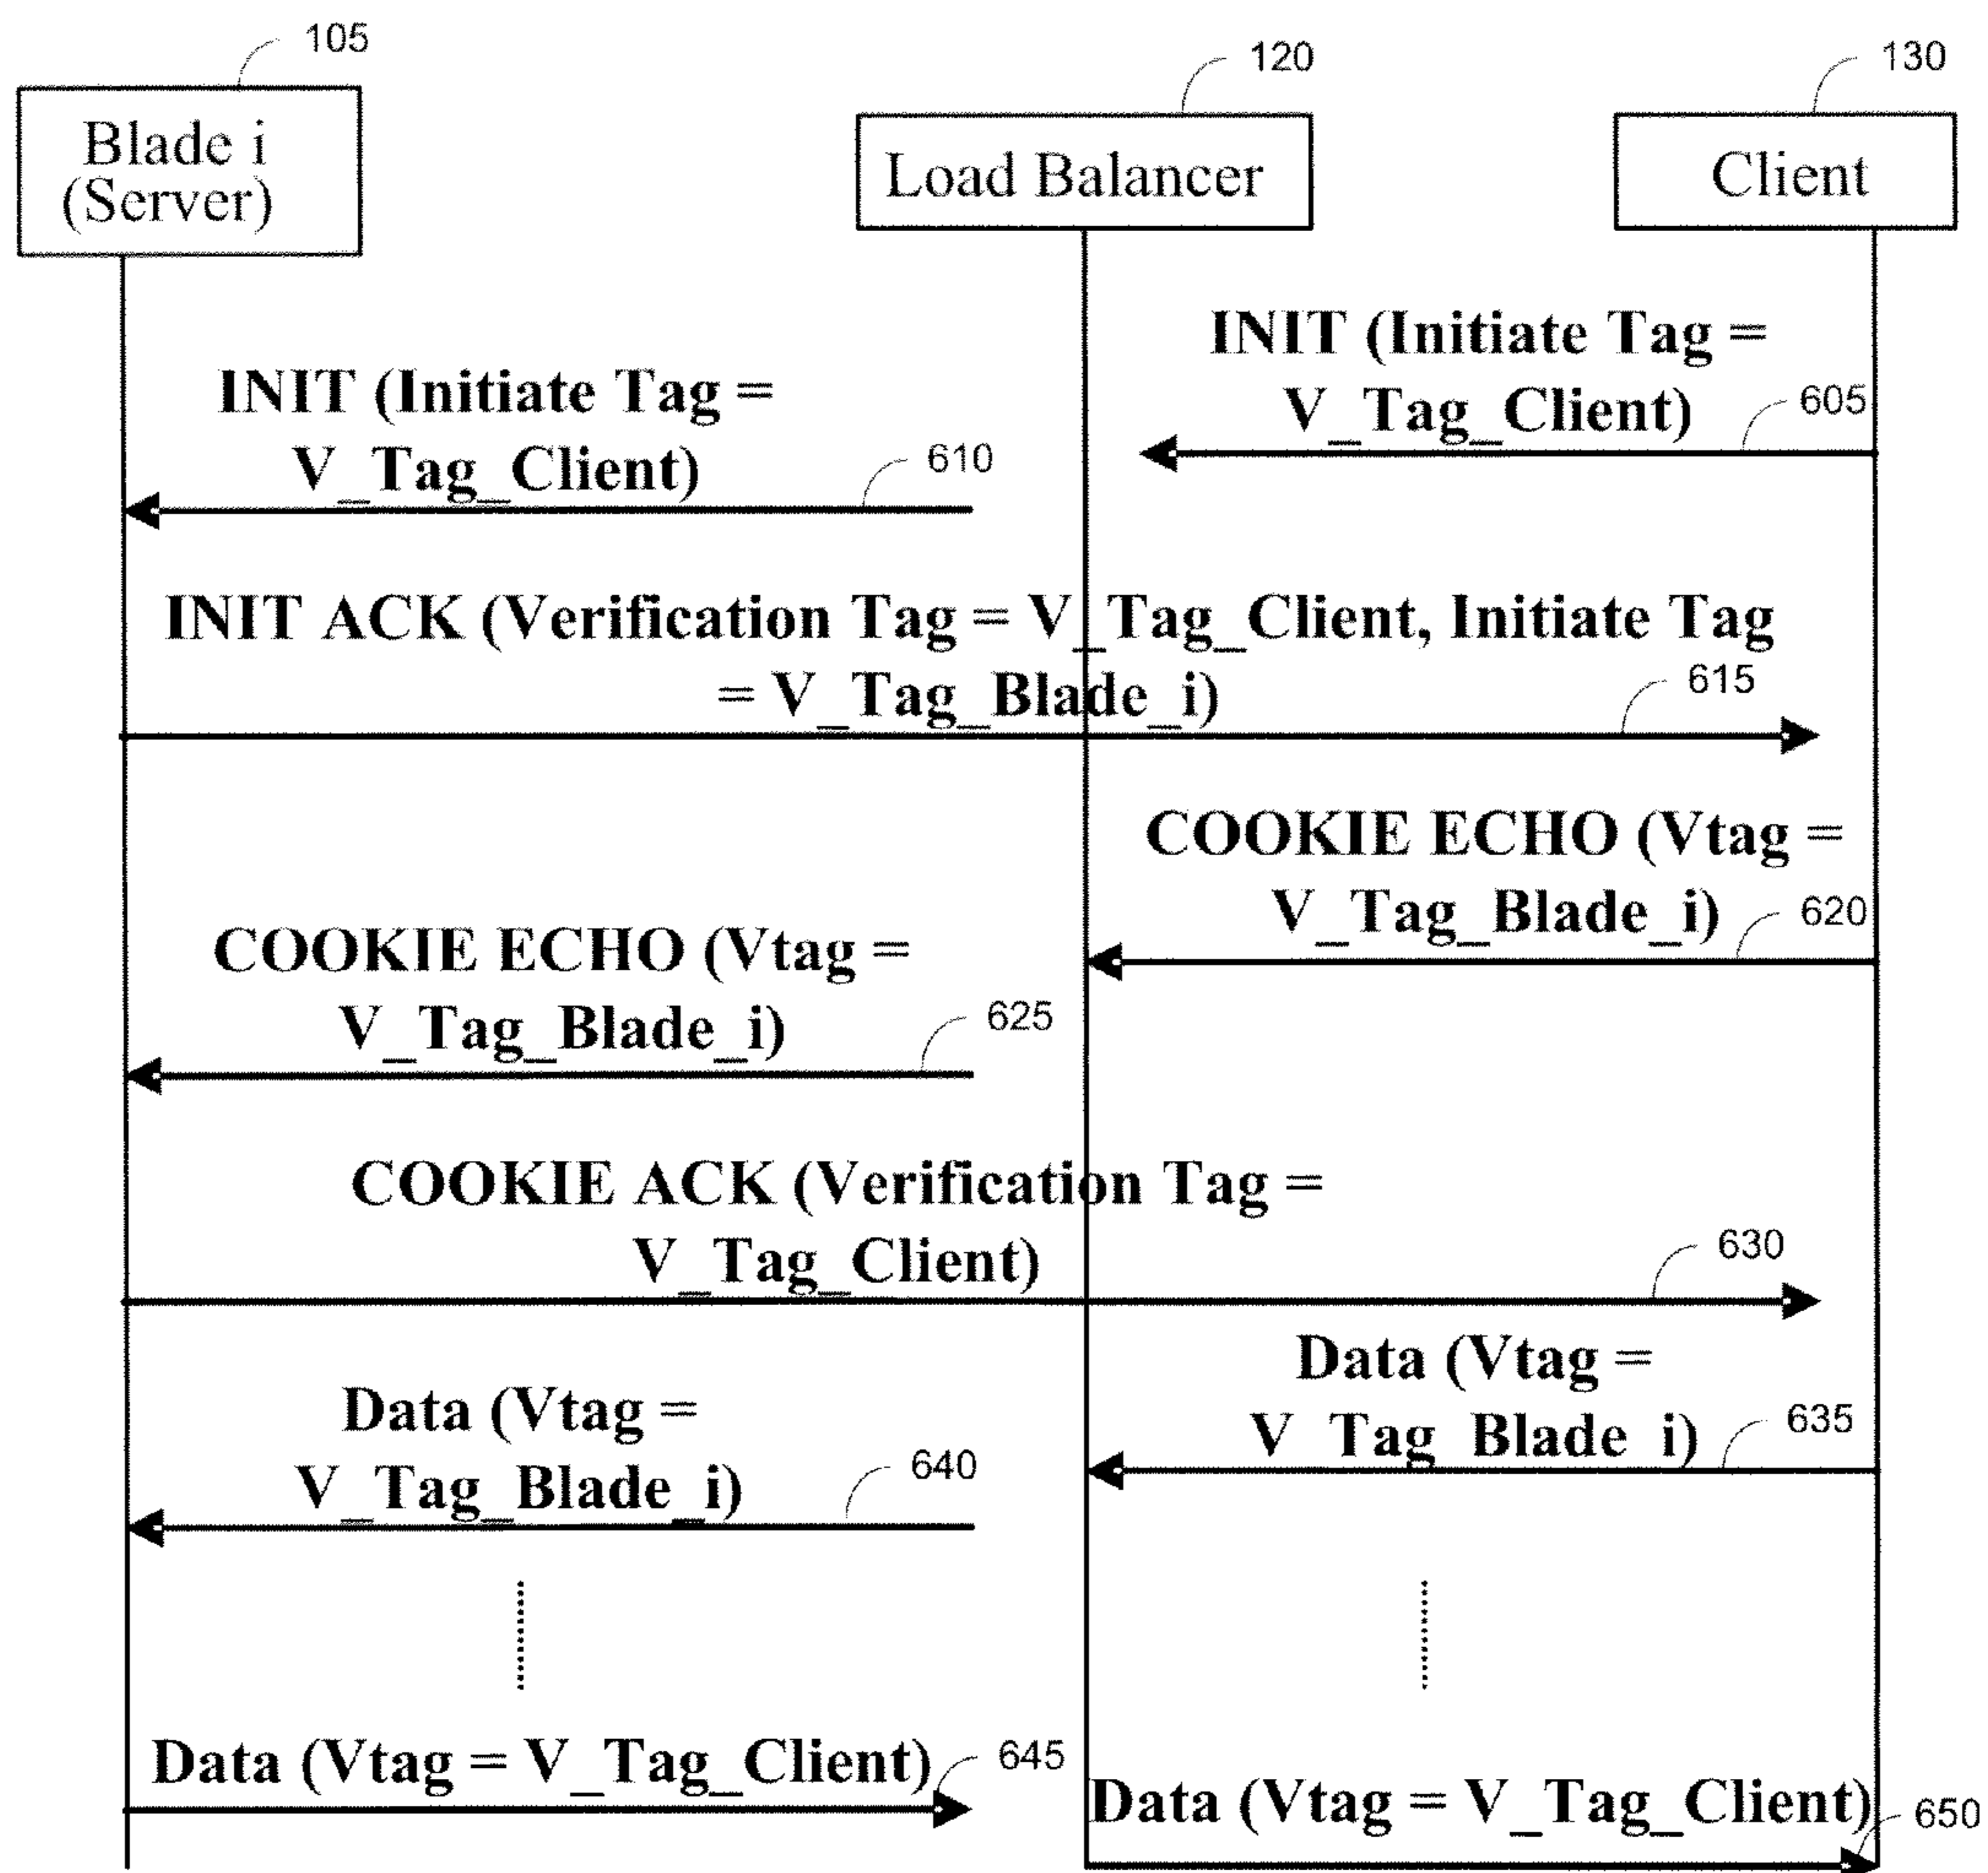 105
120
130
Blade i
(Server)
Load Balancer
Client
INIT (Initiate Tag =
V_Tag_Client)
605
INIT (Initiate Tag =
V_Tag_Client)
610
INIT ACK (Verification Tag = V_Tag_Client, Initiate Tag
= V_Tag_Blade_i)
615
COOKIE ECHO (Vtag =
V_Tag_Blade_i)
620
COOKIE ECHO (Vtag =
V_Tag_Blade_i)
625
COOKIE ACK (Verification Tag =
V_Tag_Client)
630
Data (Vtag =
V_Tag_Blade_i)
635
Data (Vtag =
V_Tag_Blade_i)
640
Data (Vtag = V_Tag_Client)
645
Data (Vtag = V_Tag_Client)
650